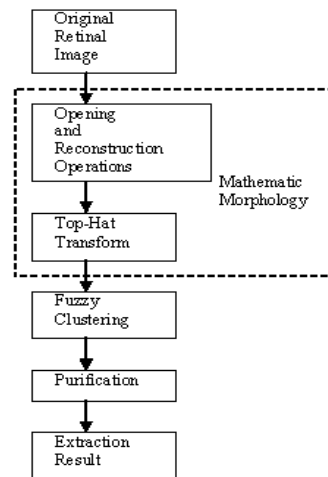 Original
Retinal
Image
Opening
and
Reconstruction
Operations
Mathematic
Morphology
Top-Hat
Transform
Fuzzy
Clustering
Purification
Extraction
Result